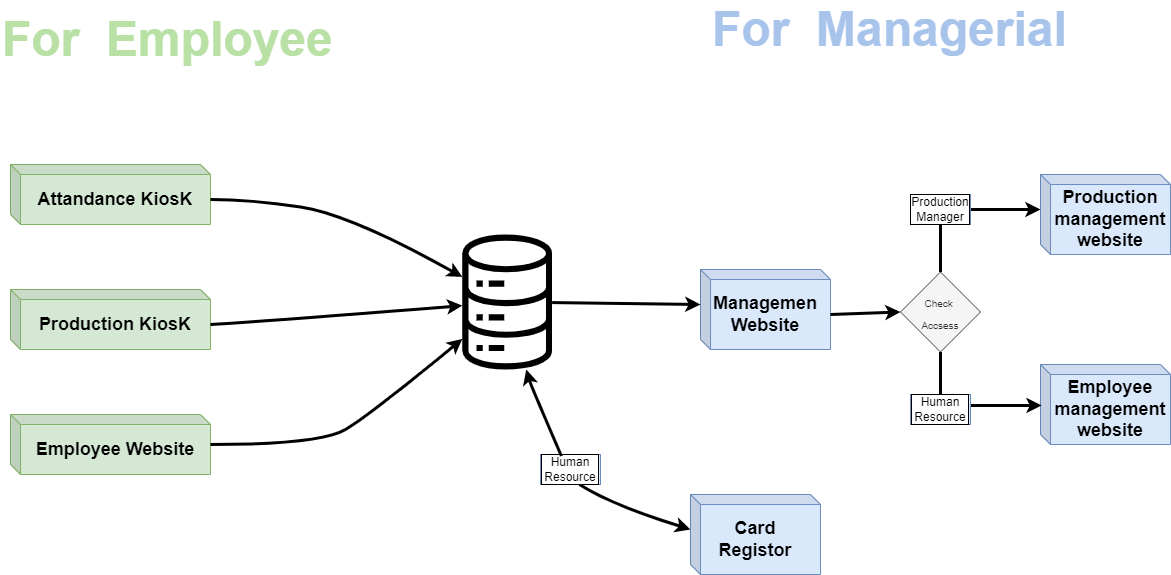 For Employee
For Managerial
Attandance KiosK
Production KiosK
Employee Website
Human
Resource
Card
Registor
Managemen
Website
Check
Accsess
Production
Manager
Production
management
website
Human
Resource
Employee
management
website